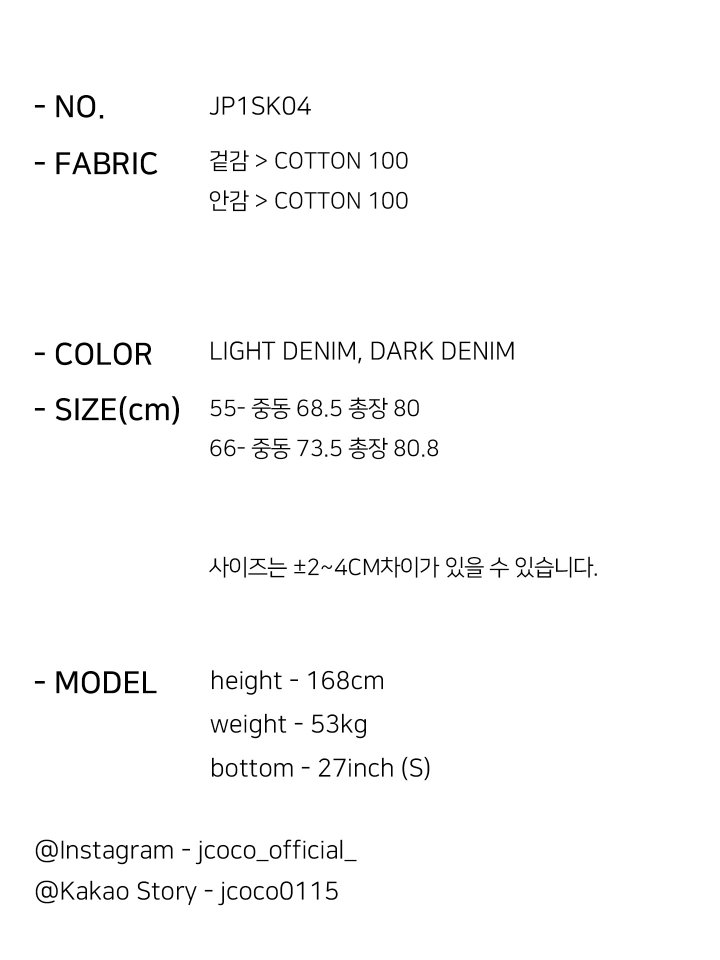 - NO. JP1SK04
- FABRIC 겉감 > COTTON 100
안감 > COTTON 100
- COLOR LIGHT DENIM, DARK DENIM
- SIZE(cm) 55- 중동 68.5 총장 80
66- 중동 73.5 총장 80.8
사이즈는 ±2~4CM차이가 있을 수 있습니다.
- MODEL height - 168cm
weight - 53kg
bottom - 27inch (S)
@Instagram - jcoco_official_
@Kakao Story - jcoco0115